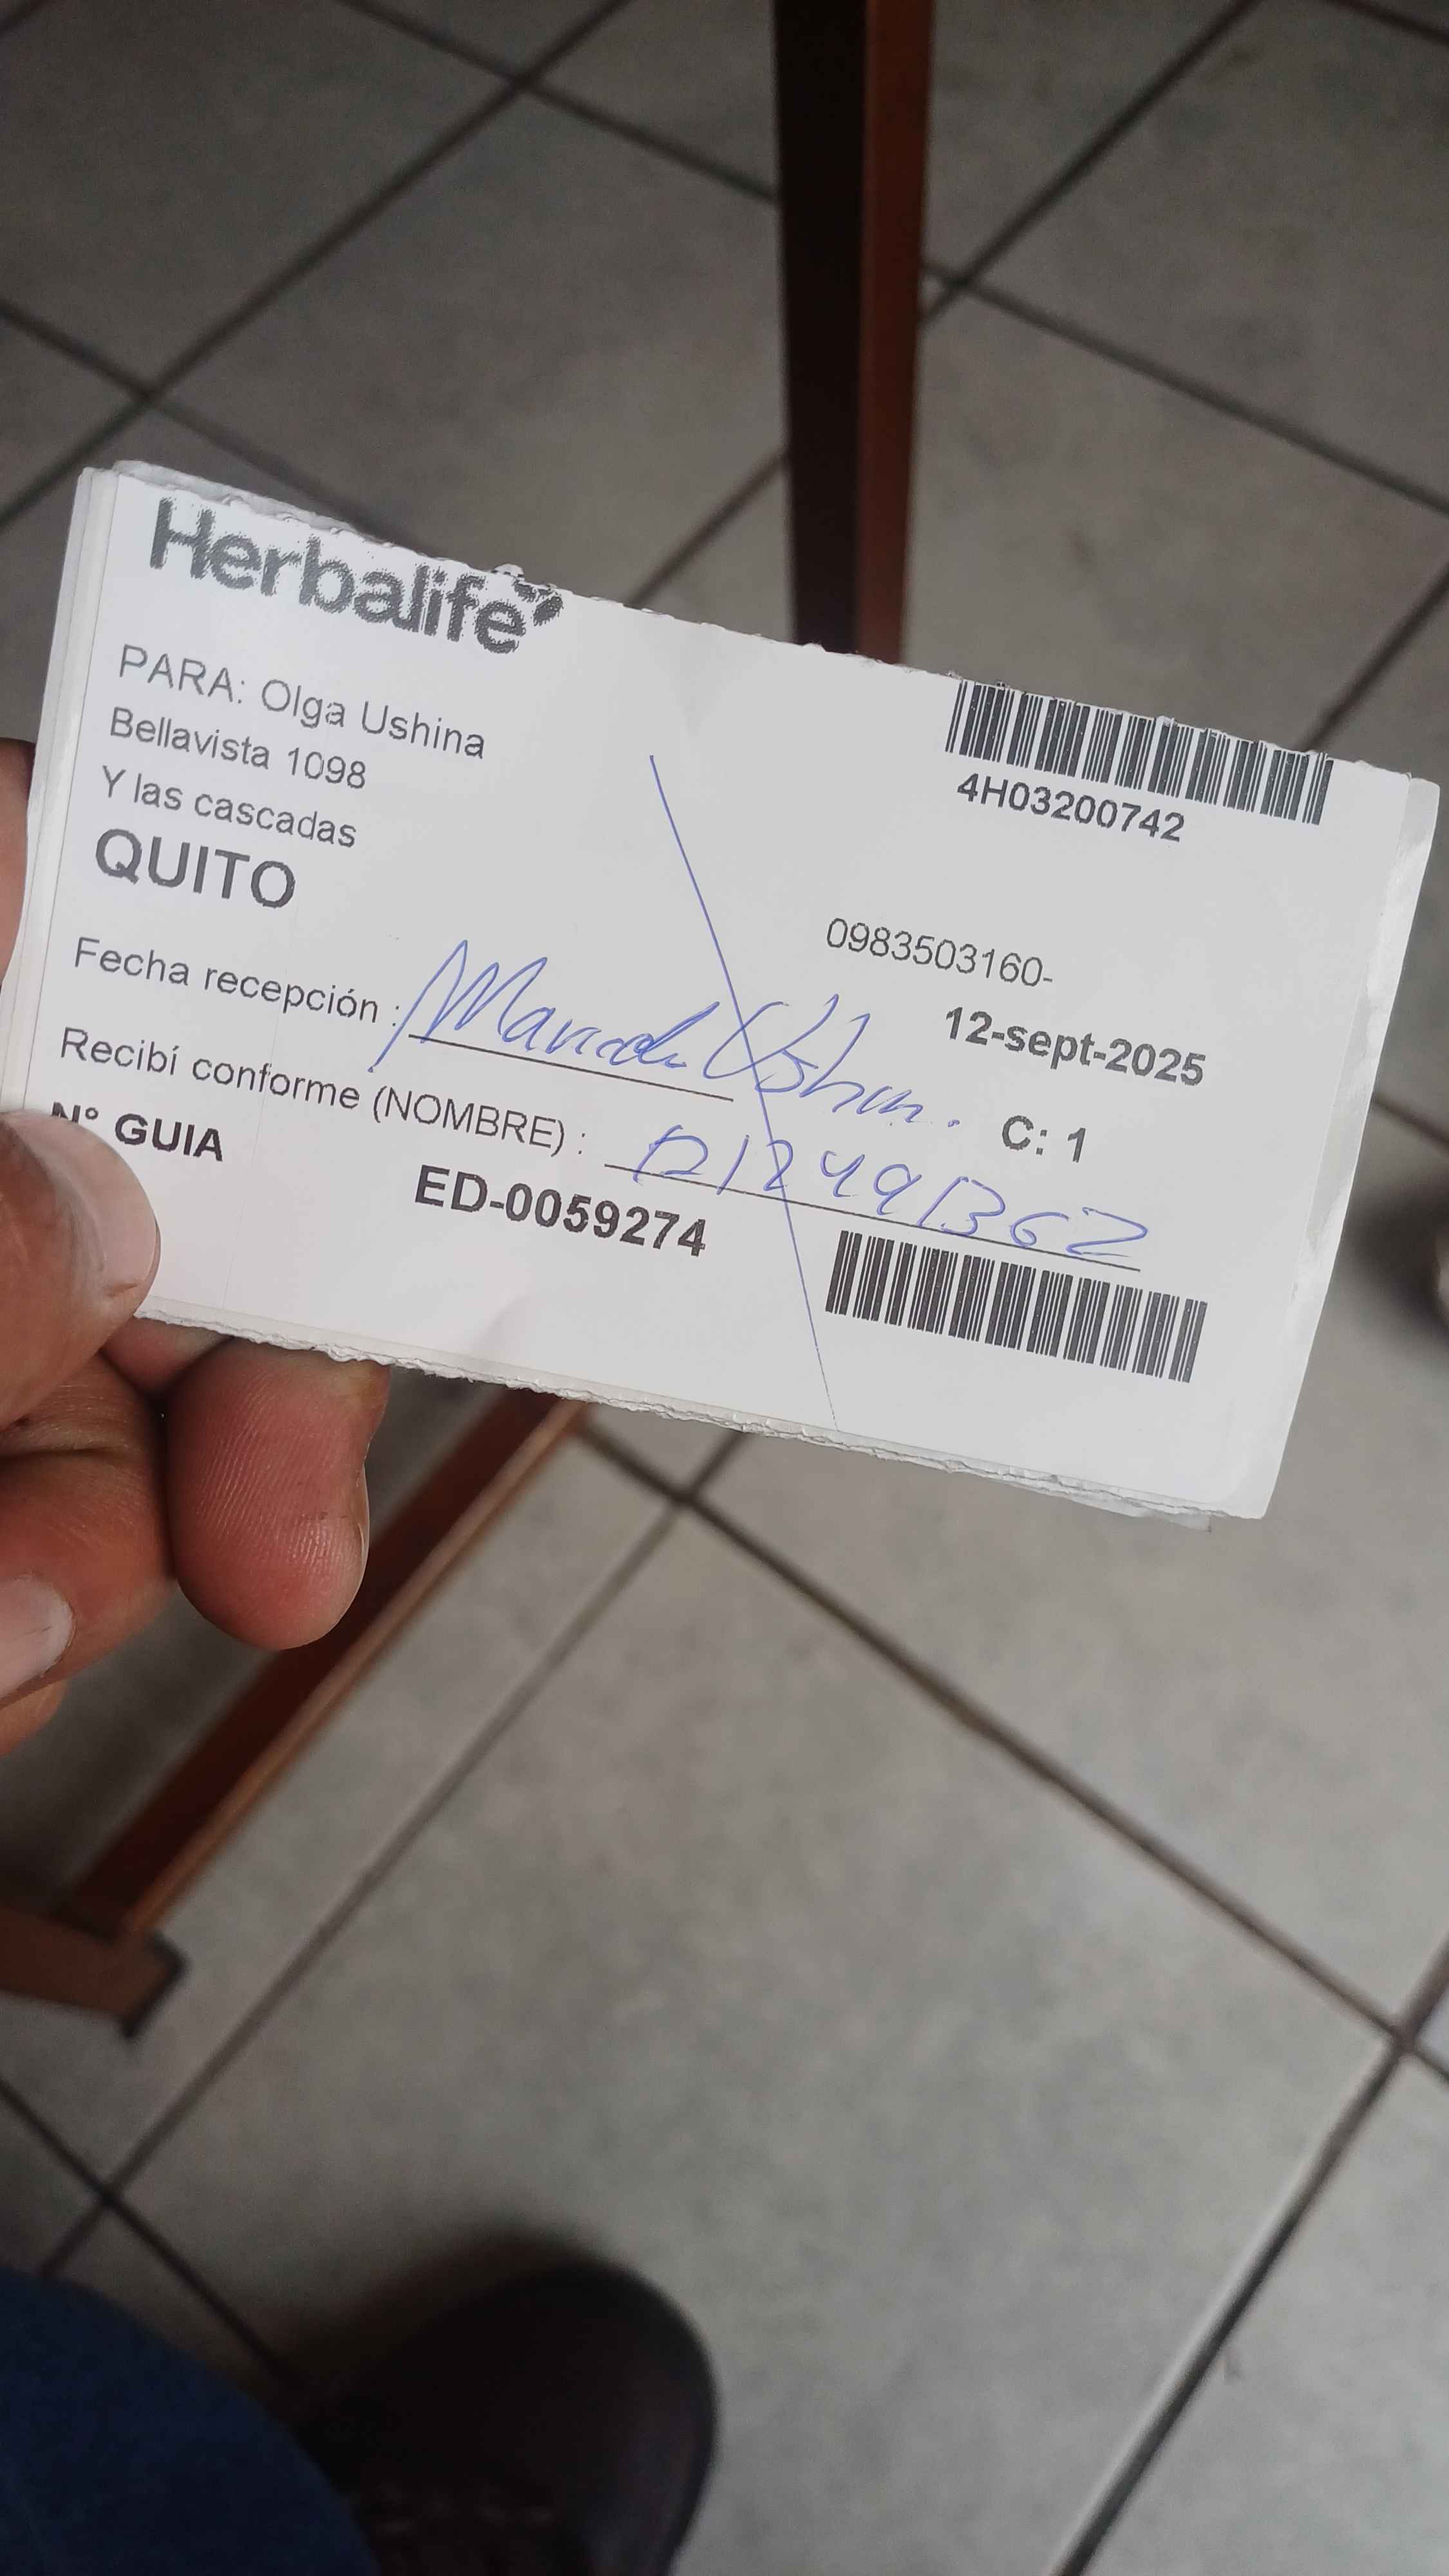 Herbalife
PARA: Olga Ushina
Bellavista 1098
Y las cascadas
QUITO
4H03200742
0983503160-
12-sept-2025
Fecha recepción :
C: 1
Recibí conforme (NOMBRE) :
N° GUIA
ED-0059274